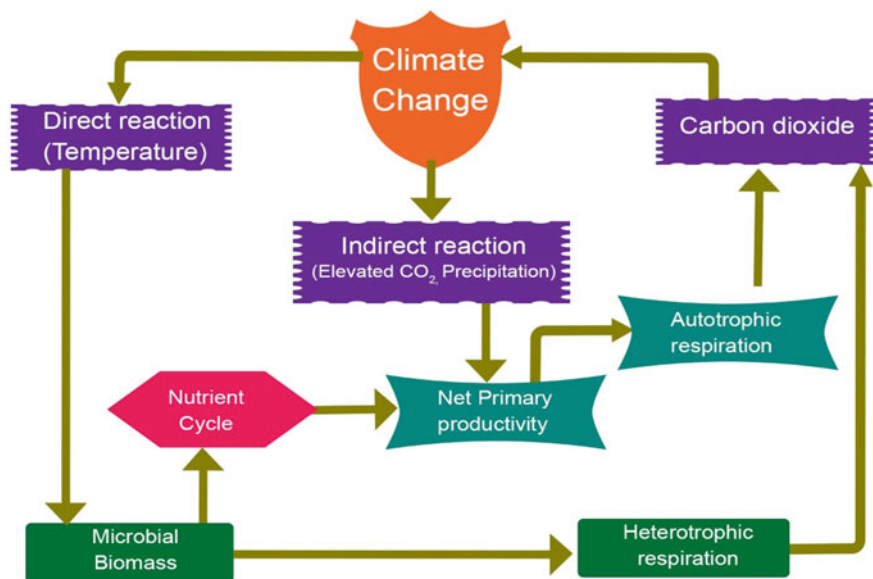 Climate
Change
Direct reaction
(Temperature)
Carbon dioxide
Indirect reaction
(Elevated CO₂, Precipitation)
Autotrophic
respiration
Nutrient
Cycle
Net Primary
productivity
Microbial
Biomass
Heterotrophic
respiration